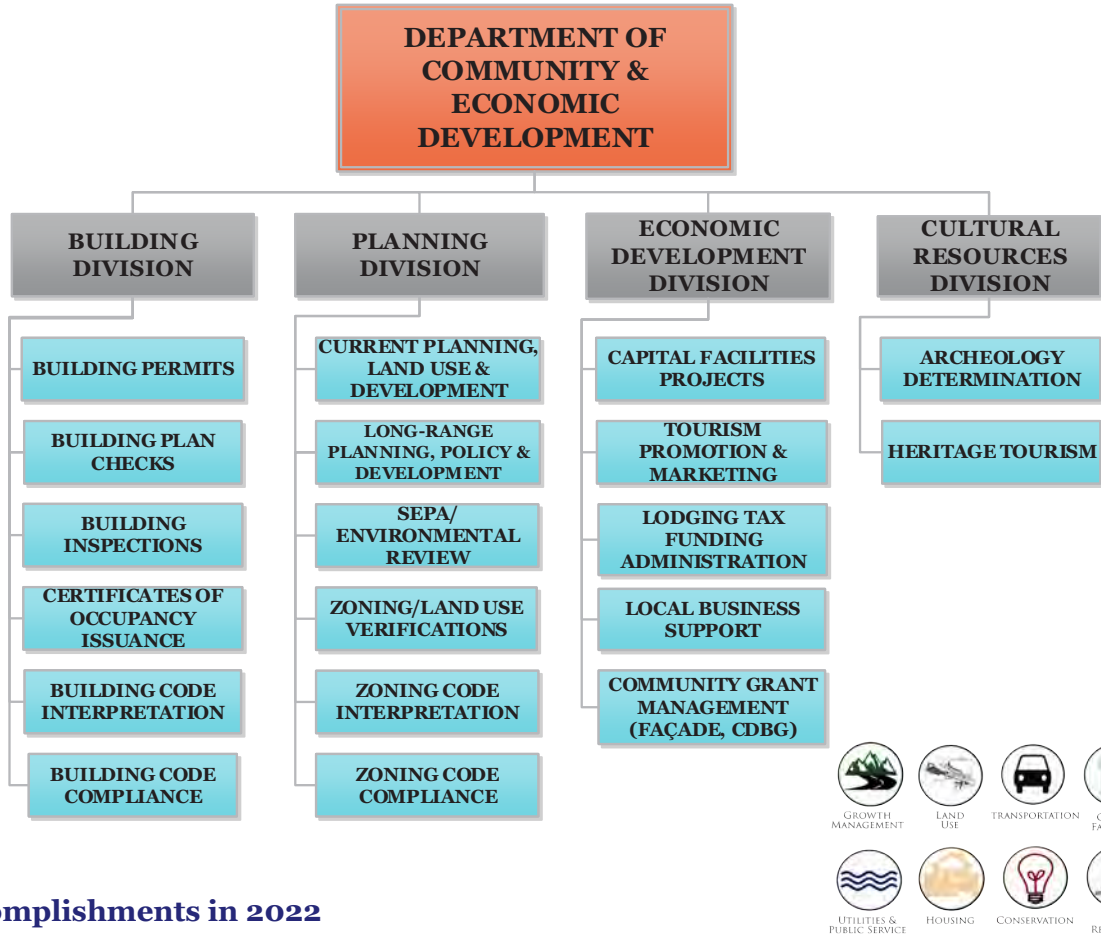 DEPARTMENT OF
COMMUNITY &
ECONOMIC
DEVELOPMENT
BUILDING
DIVISION
PLANNING
DIVISION
ECONOMIC
DEVELOPMENT
DIVISION
CULTURAL
RESOURCES
DIVISION
BUILDING PERMITS
BUILDING PLAN
CHECKS
BUILDING
INSPECTIONS
CERTIFICATES OF
OCCUPANCY
ISSUANCE
BUILDING CODE
INTERPRETATION
BUILDING CODE
COMPLIANCE
CURRENT PLANNING,
LAND USE &
DEVELOPMENT
LONG-RANGE
PLANNING, POLICY &
DEVELOPMENT
SEPA/
ENVIRONMENTAL
REVIEW
ZONING/LAND USE
VERIFICATIONS
ZONING CODE
INTERPRETATION
ZONING CODE
COMPLIANCE
CAPITAL FACILITIES
PROJECTS
TOURISM
PROMOTION &
MARKETING
LODGING TAX
FUNDING
ADMINISTRATION
LOCAL BUSINESS
SUPPORT
COMMUNITY GRANT
MANAGEMENT
(FAÇADE, CDBG)
ARCHEOLOGY
DETERMINATION
HERITAGE TOURISM
GROWTH
MANAGEMENT
LAND
USE
TRANSPORTATION
UTILITIES &
PUBLIC SERVICE
HOUSING
CONSERVATION
omplishments in 2022